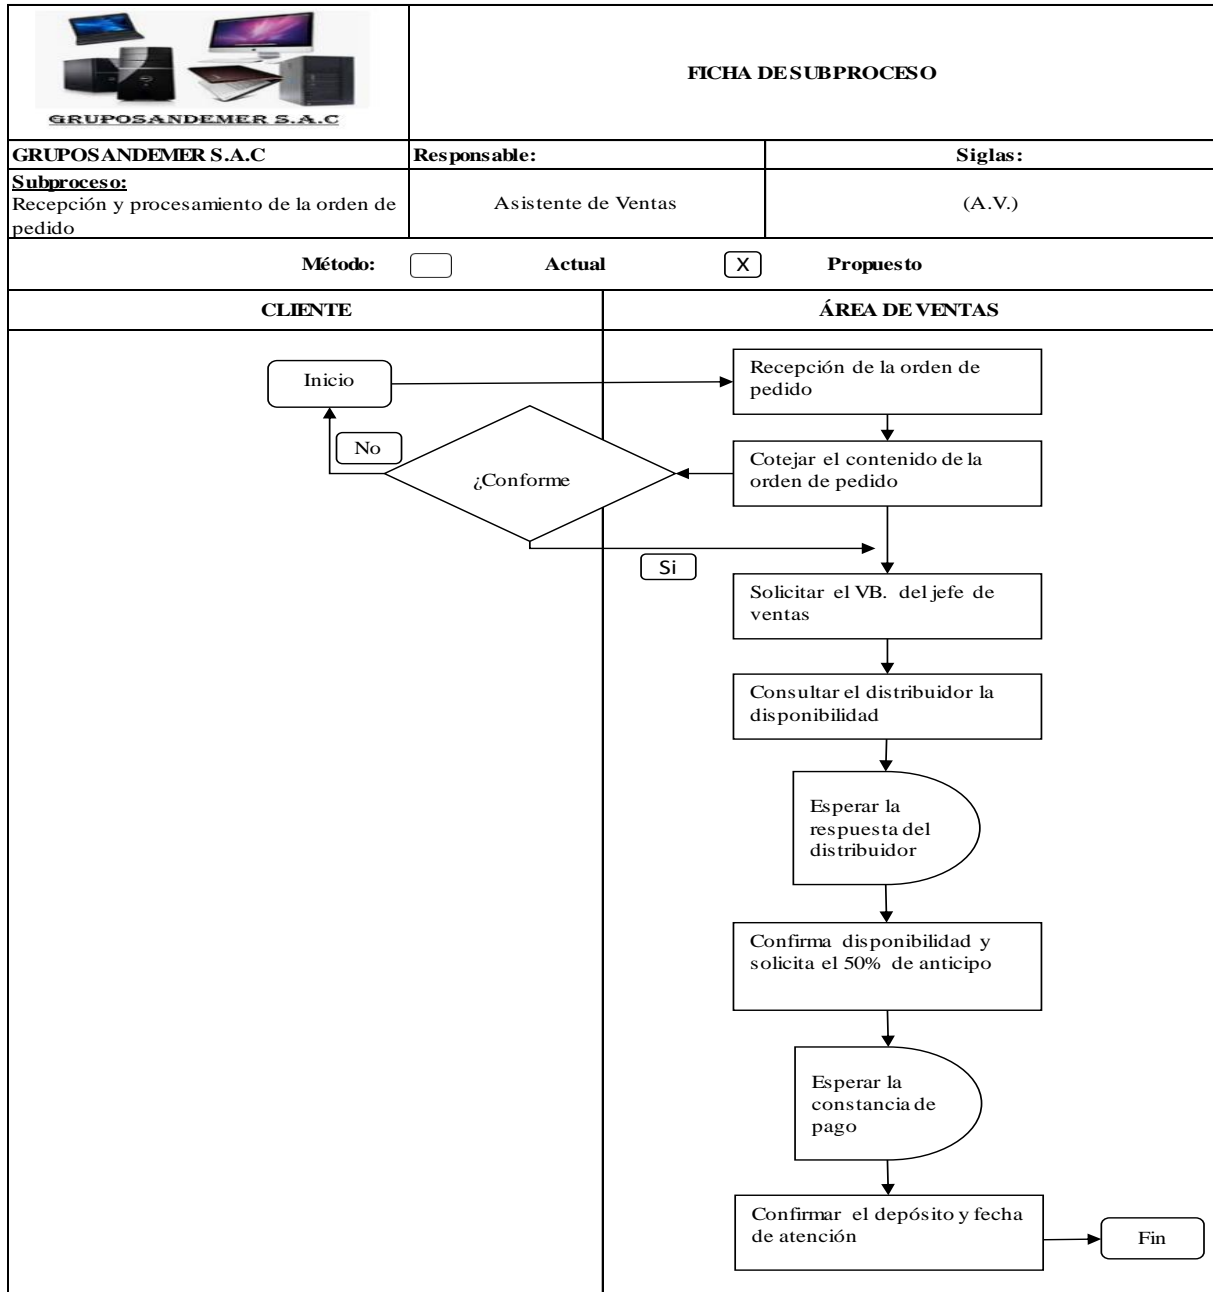 GRUPOSANDEMER S.A.C
FICHA DE SUBPROCESO
GRUPOSANDEMER S.A.C
Responsable:
Siglas:
Subproceso:
Recepción y procesamiento de la orden de
pedido
Asistente de Ventas
(A.V.)
Método:
Actual
X
Propuesto
CLIENTE
ÁREA DE VENTAS
Inicio
Recepción de la orden de
pedido
No
¿Conforme
Cotejar el contenido de la
orden de pedido
Si
Solicitar el VB. del jefe de
ventas
Consultar el distribuidor la
disponibilidad
Esperar la
respuesta del
distribuidor
Confirma disponibilidad y
solicita el 50% de anticipo
Esperar la
constancia de
pago
Confirmar el depósito y fecha
de atención
Fin